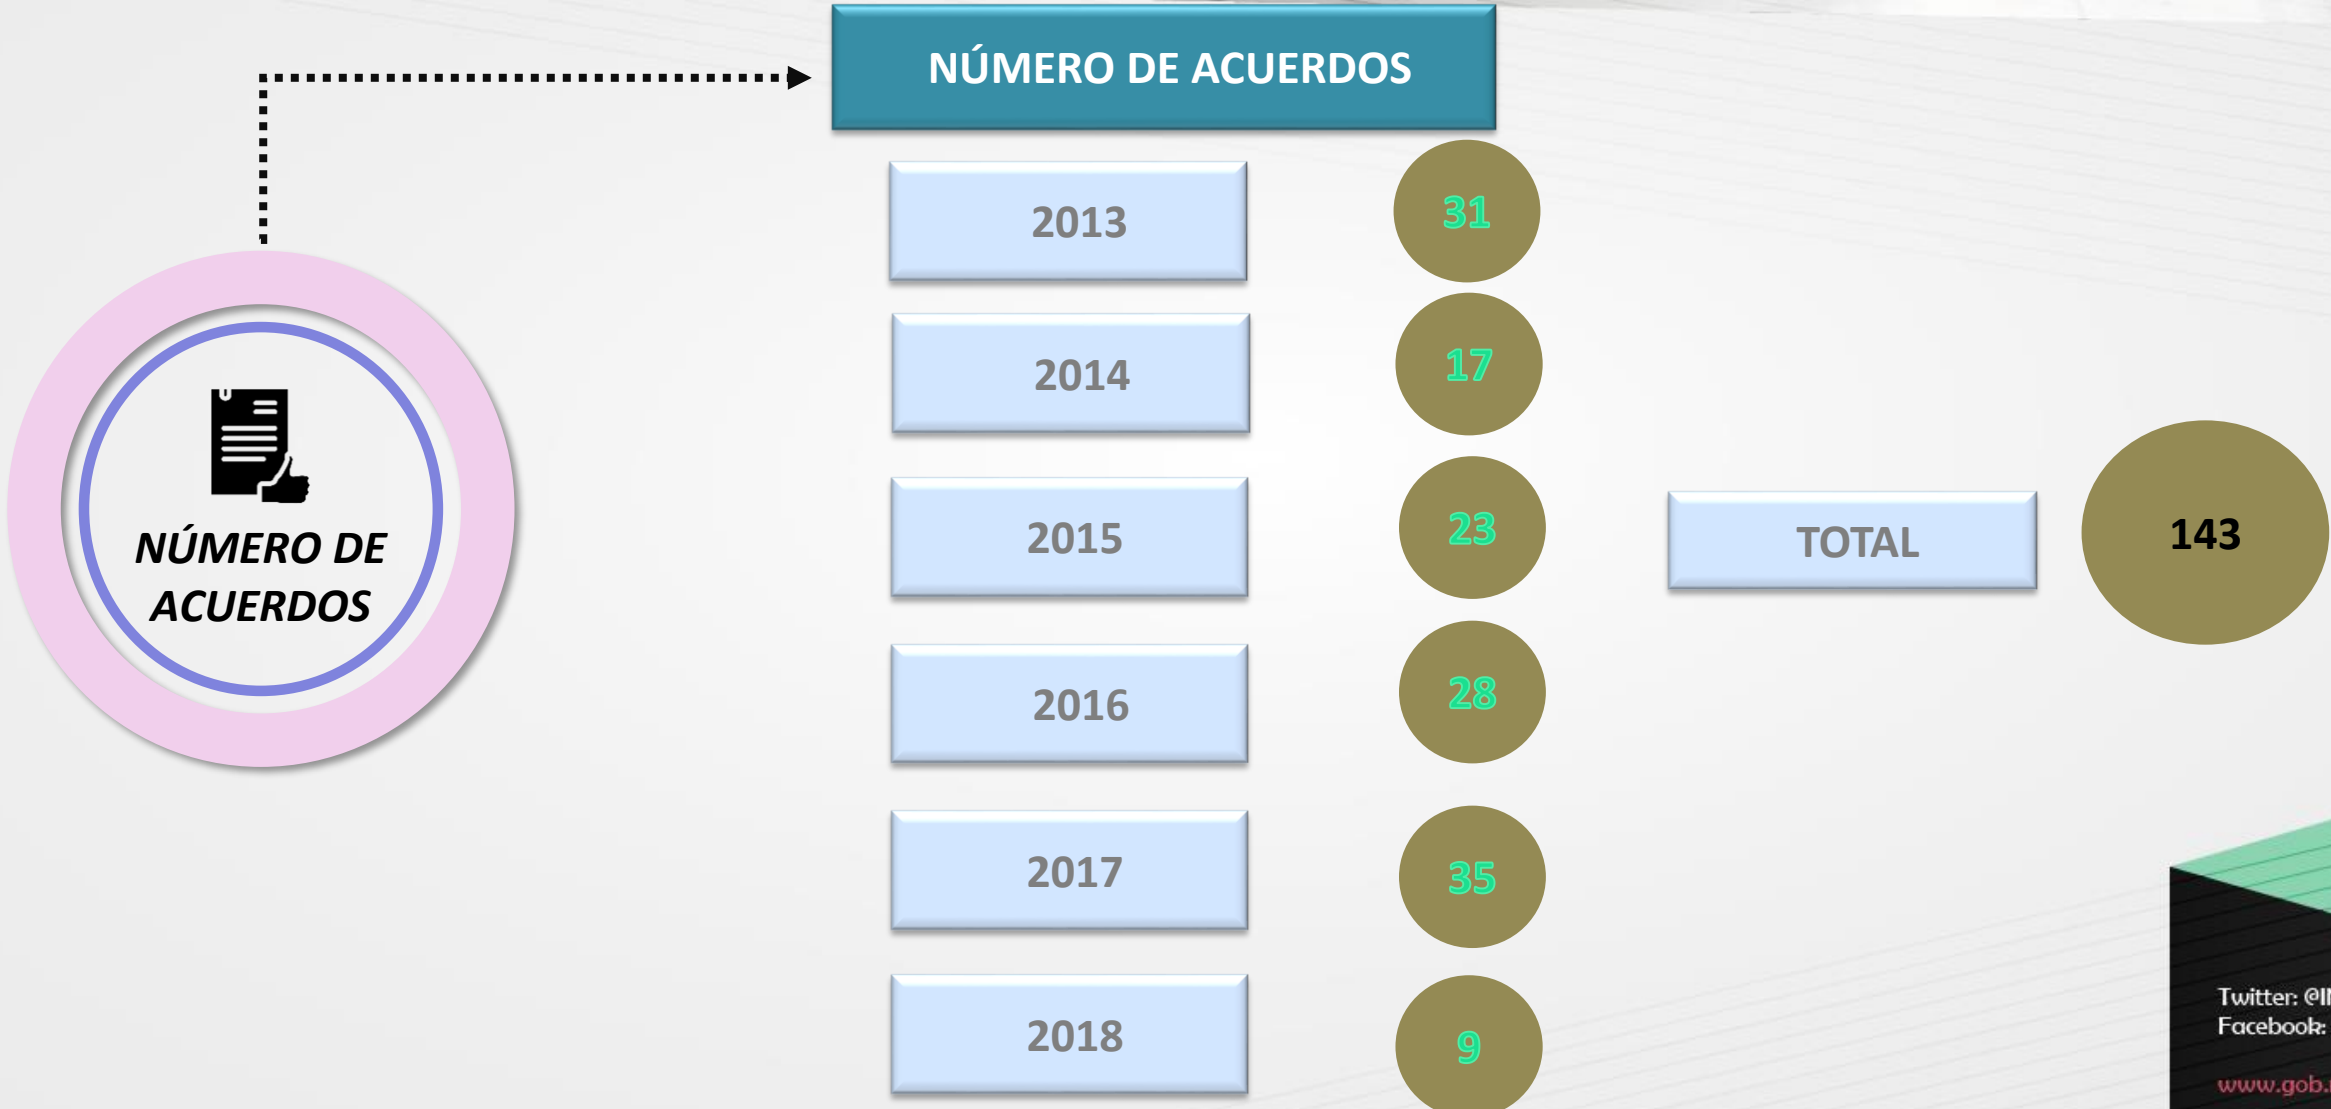 NÚMERO DE ACUERDOS
2013
31
2014
17
2015
23
2016
28
2017
35
2018
9
NÚMERO DE
ACUERDOS
TOTAL
143
Twitter:
Facebook: